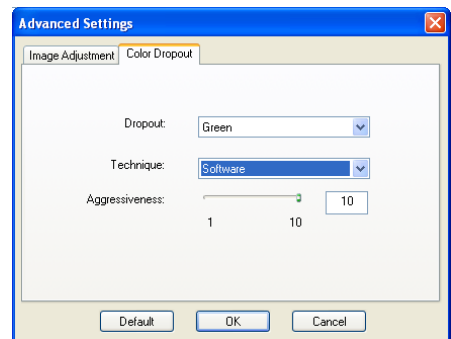 Advanced Settings
Image Adjustment Color Dropout
Dropout: Green
Technique: Software
Aggressiveness: 10
1 10
Default OK Cancel